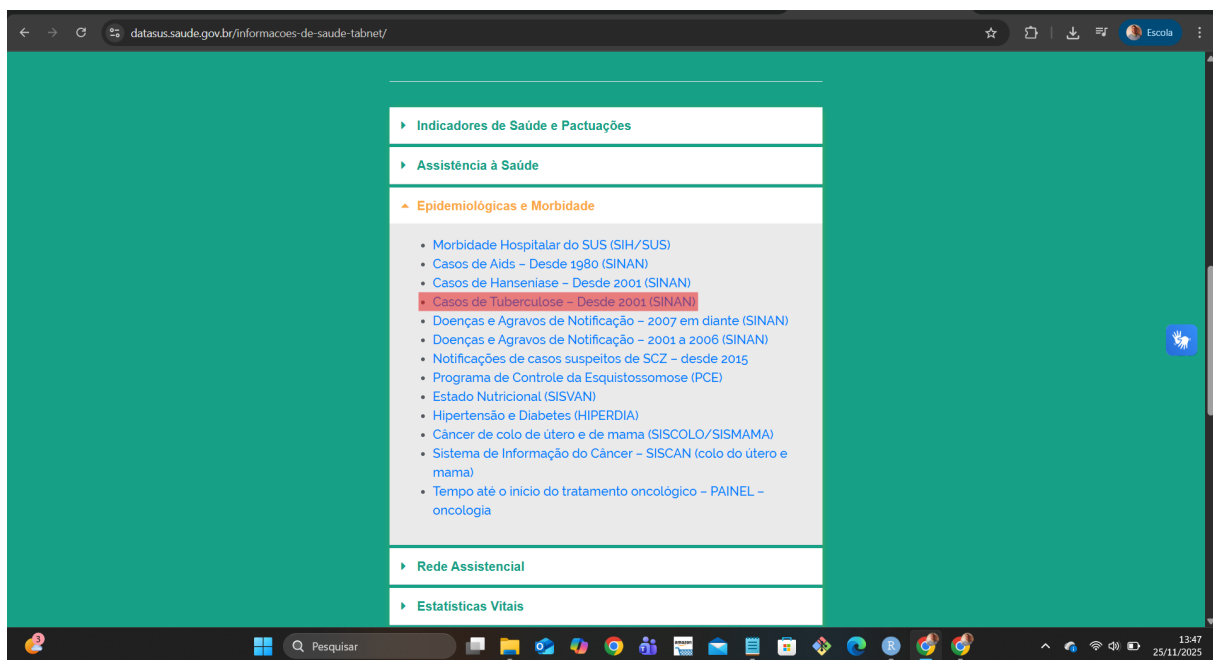 datasus.saude.gov.br/informacoes-de-saude-tabnet/
Escola
Indicadores de Saúde e Pactuações
Assistência à Saúde
Epidemiológicas e Morbidade
Morbidade Hospitalar do SUS (SIH/SUS)
Casos de Aids – Desde 1980 (SINAN)
Casos de Hanseníase – Desde 2001 (SINAN)
Casos de Tuberculose – Desde 2001 (SINAN)
Doenças e Agravos de Notificação – 2007 em diante (SINAN)
Doenças e Agravos de Notificação – 2001 a 2006 (SINAN)
Notificações de casos suspeitos de SCZ – desde 2015
Programa de Controle da Esquistossomose (PCE)
Estado Nutricional (SISVAN)
Hipertensão e Diabetes (HIPERDIA)
Câncer de colo de útero e de mama (SISCOLO/SISMAMA)
Sistema de Informação do Câncer – SISCAN (colo do útero e
mama)
Tempo até o início do tratamento oncológico – PAINEL –
oncologia
Rede Assistencial
Estatísticas Vitais
3
Pesquisar
amazon
R
13:47
25/11/2025